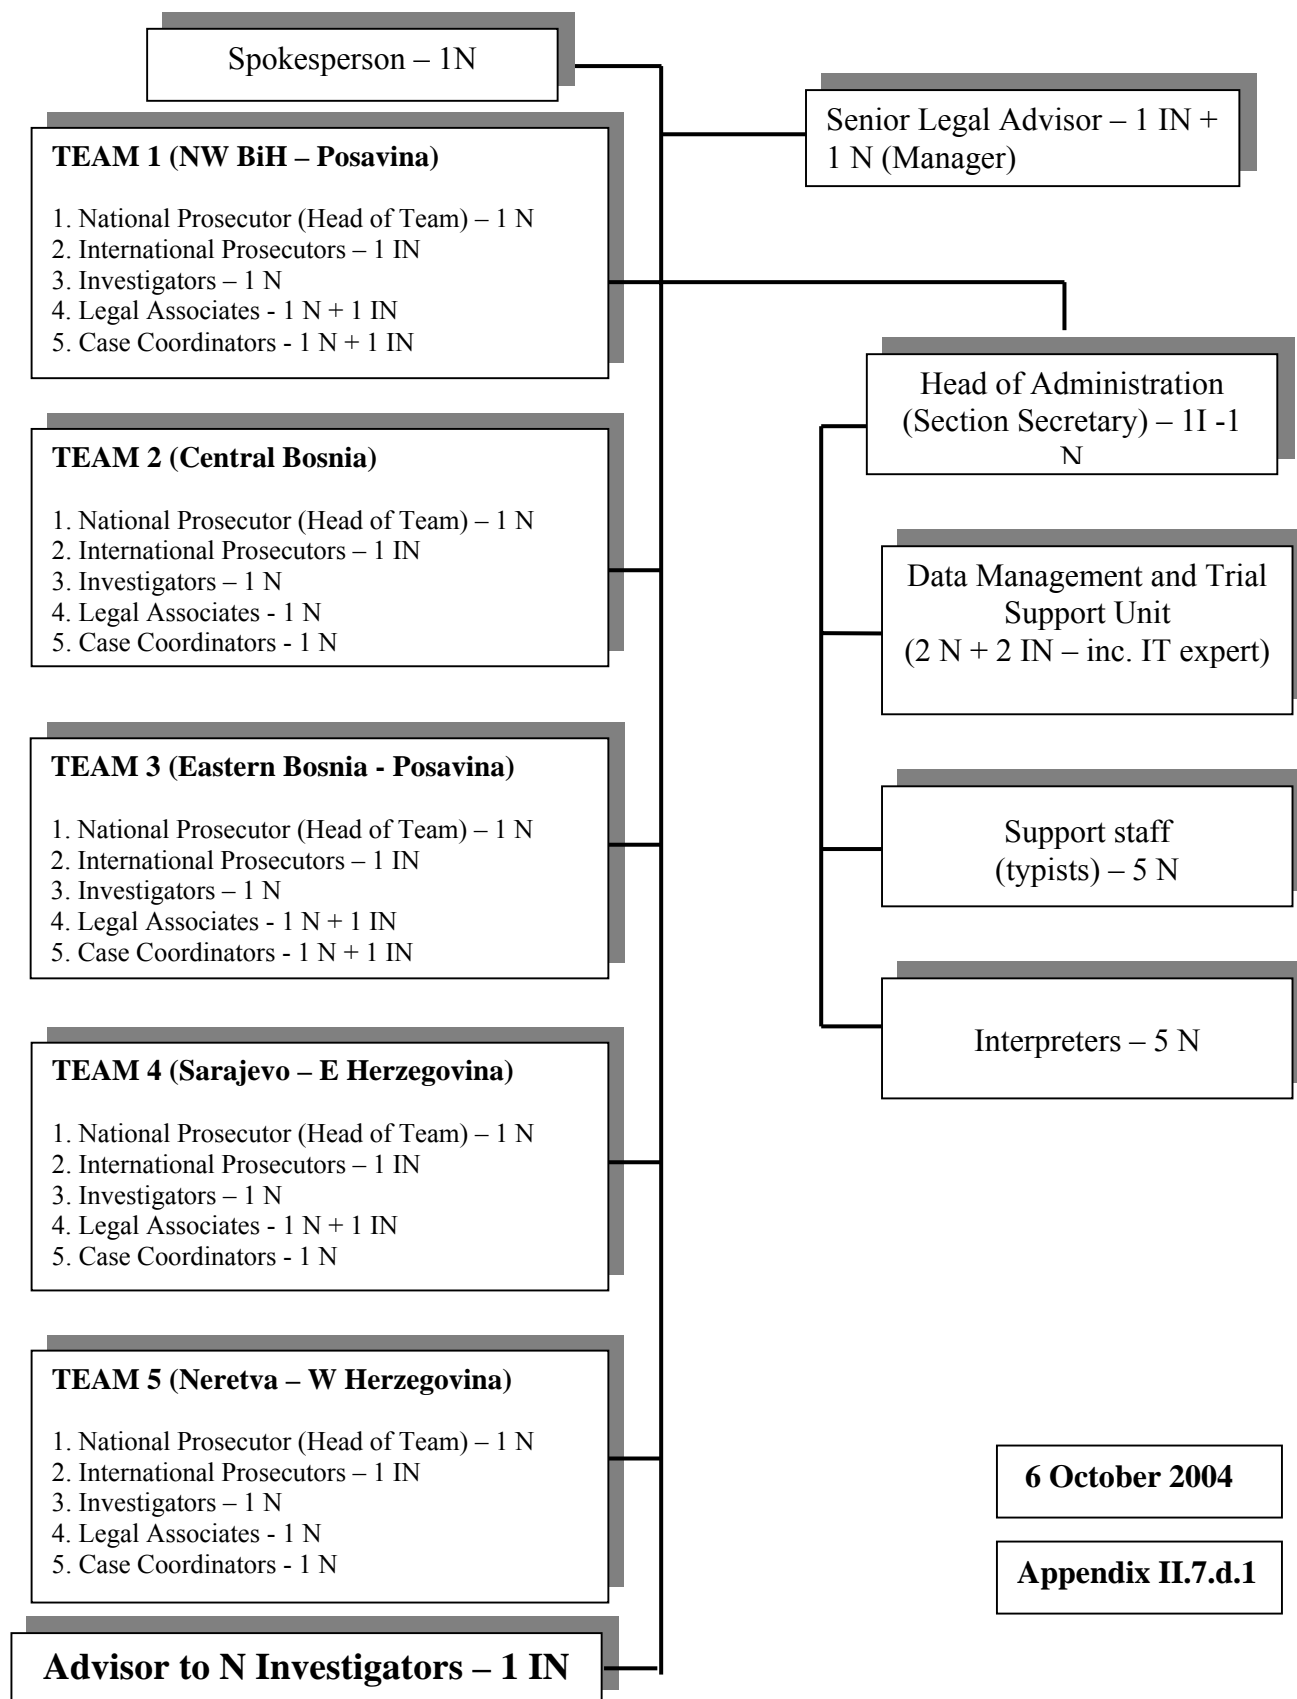 Spokesperson – 1N
Senior Legal Advisor – 1 IN +
1 N (Manager)
TEAM 1 (NW BiH – Posavina)
1. National Prosecutor (Head of Team) – 1 N
2. International Prosecutors – 1 IN
3. Investigators – 1 N
4. Legal Associates - 1 N + 1 IN
5. Case Coordinators - 1 N + 1 IN
Head of Administration
(Section Secretary) – 1I -1
N
TEAM 2 (Central Bosnia)
1. National Prosecutor (Head of Team) – 1 N
2. International Prosecutors – 1 IN
3. Investigators – 1 N
4. Legal Associates - 1 N
5. Case Coordinators - 1 N
Data Management and Trial
Support Unit
(2 N + 2 IN – inc. IT expert)
TEAM 3 (Eastern Bosnia - Posavina)
1. National Prosecutor (Head of Team) – 1 N
2. International Prosecutors – 1 IN
3. Investigators – 1 N
4. Legal Associates - 1 N + 1 IN
5. Case Coordinators - 1 N + 1 IN
Support staff
(typists) – 5 N
Interpreters – 5 N
TEAM 4 (Sarajevo – E Herzegovina)
1. National Prosecutor (Head of Team) – 1 N
2. International Prosecutors – 1 IN
3. Investigators – 1 N
4. Legal Associates - 1 N + 1 IN
5. Case Coordinators - 1 N
TEAM 5 (Neretva – W Herzegovina)
1. National Prosecutor (Head of Team) – 1 N
2. International Prosecutors – 1 IN
3. Investigators – 1 N
4. Legal Associates - 1 N
5. Case Coordinators - 1 N
6 October 2004
Appendix II.7.d.1
Advisor to N Investigators – 1 IN